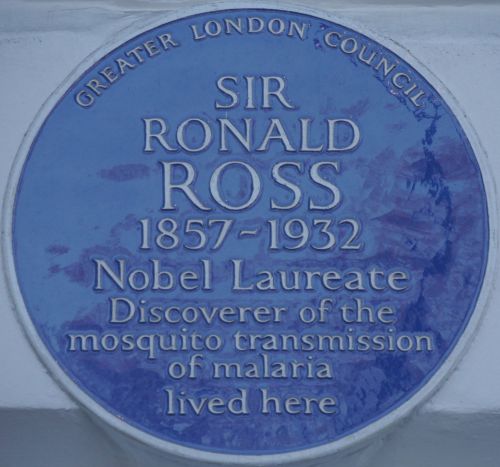 GREATER LONDON COUNCIL
SIR
RONALD
ROSS
1857-1932
Nobel Laureate
Discoverer of the
mosquito transmission
of malaria
lived here